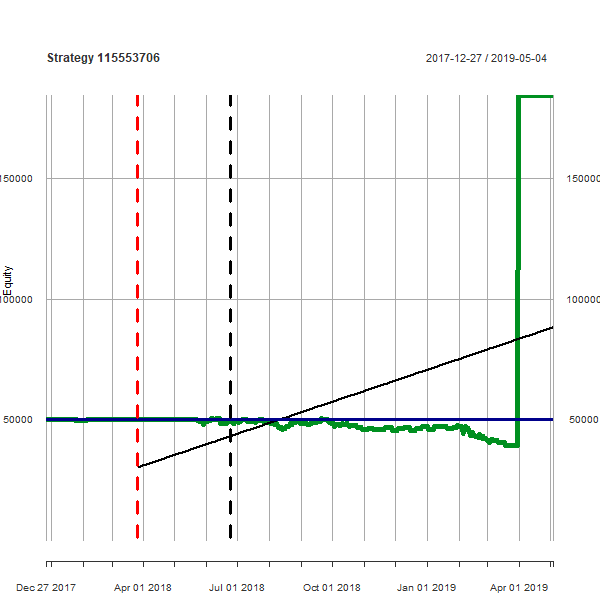 Strategy 115553706
2017-12-27 / 2019-05-04
150000
150000
Equity
100000
100000
50000
50000
Dec 27 2017
Apr 01 2018
Jul 01 2018
Oct 01 2018
Jan 01 2019
Apr 01 2019